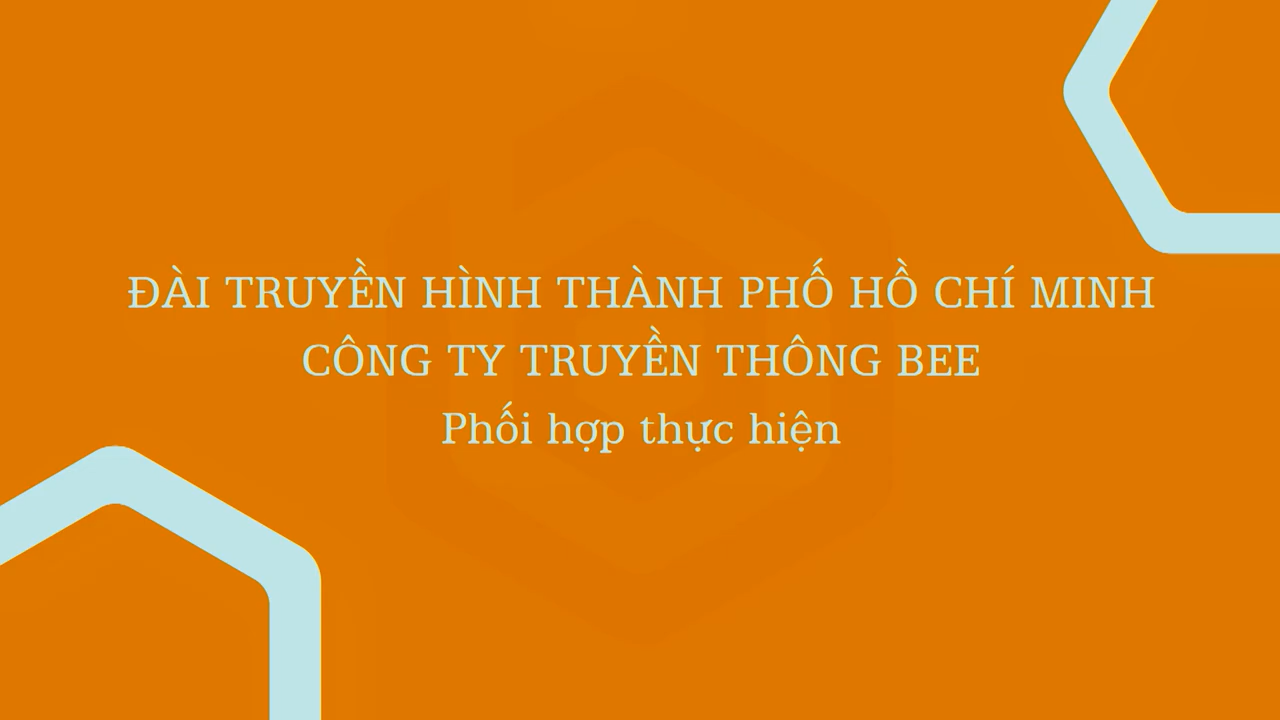 ĐÀI TRUYỀN HÌNH THÀNH PHỐ HỒ CHÍ MINH
CÔNG TY TRUYỀN THÔNG BEE
Phối hợp thực hiện